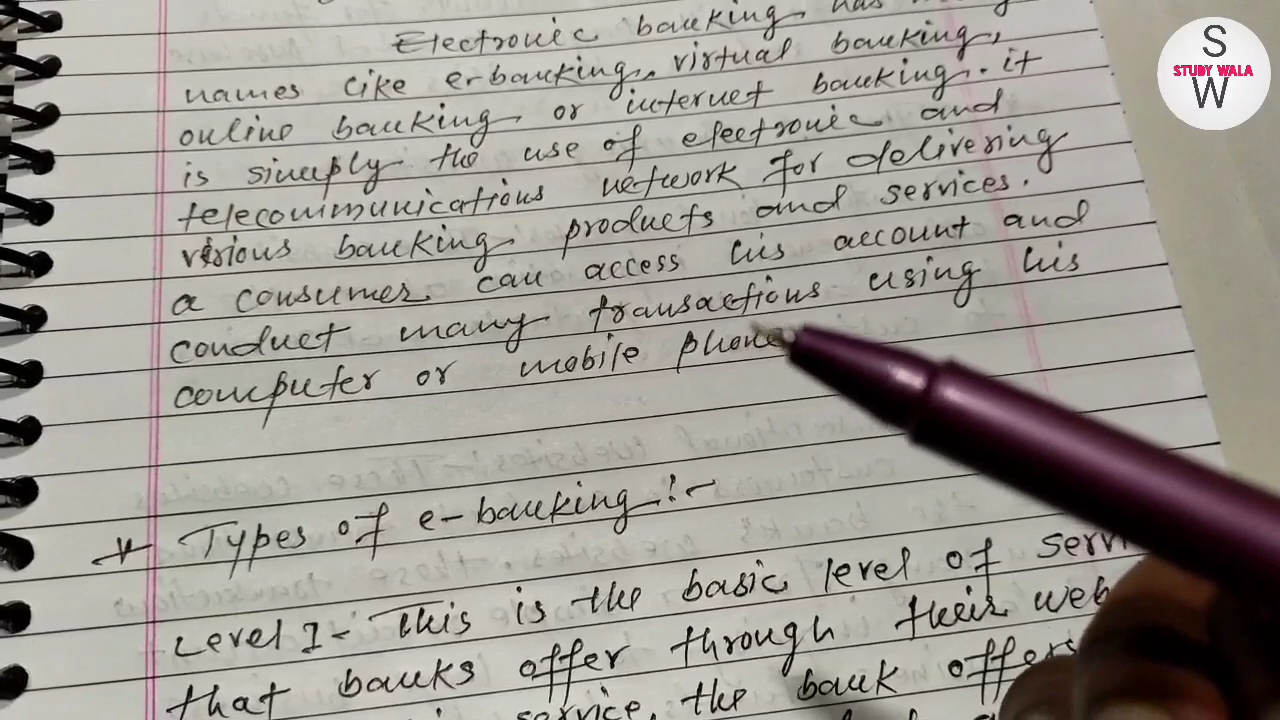 Electronic banking has many
names like e-banking, virtual banking,
online banking or internet banking. it
is simply the use of electronic and
telecommunications network for delivering
various banking products and services.
a consumer can access his account and
conduct many transactions using his
computer or mobile phone
* Types of e-banking :-
Level I - This is the basic level of
that banks offer through their web
service, the bank offers
S
STUDY WALA
W